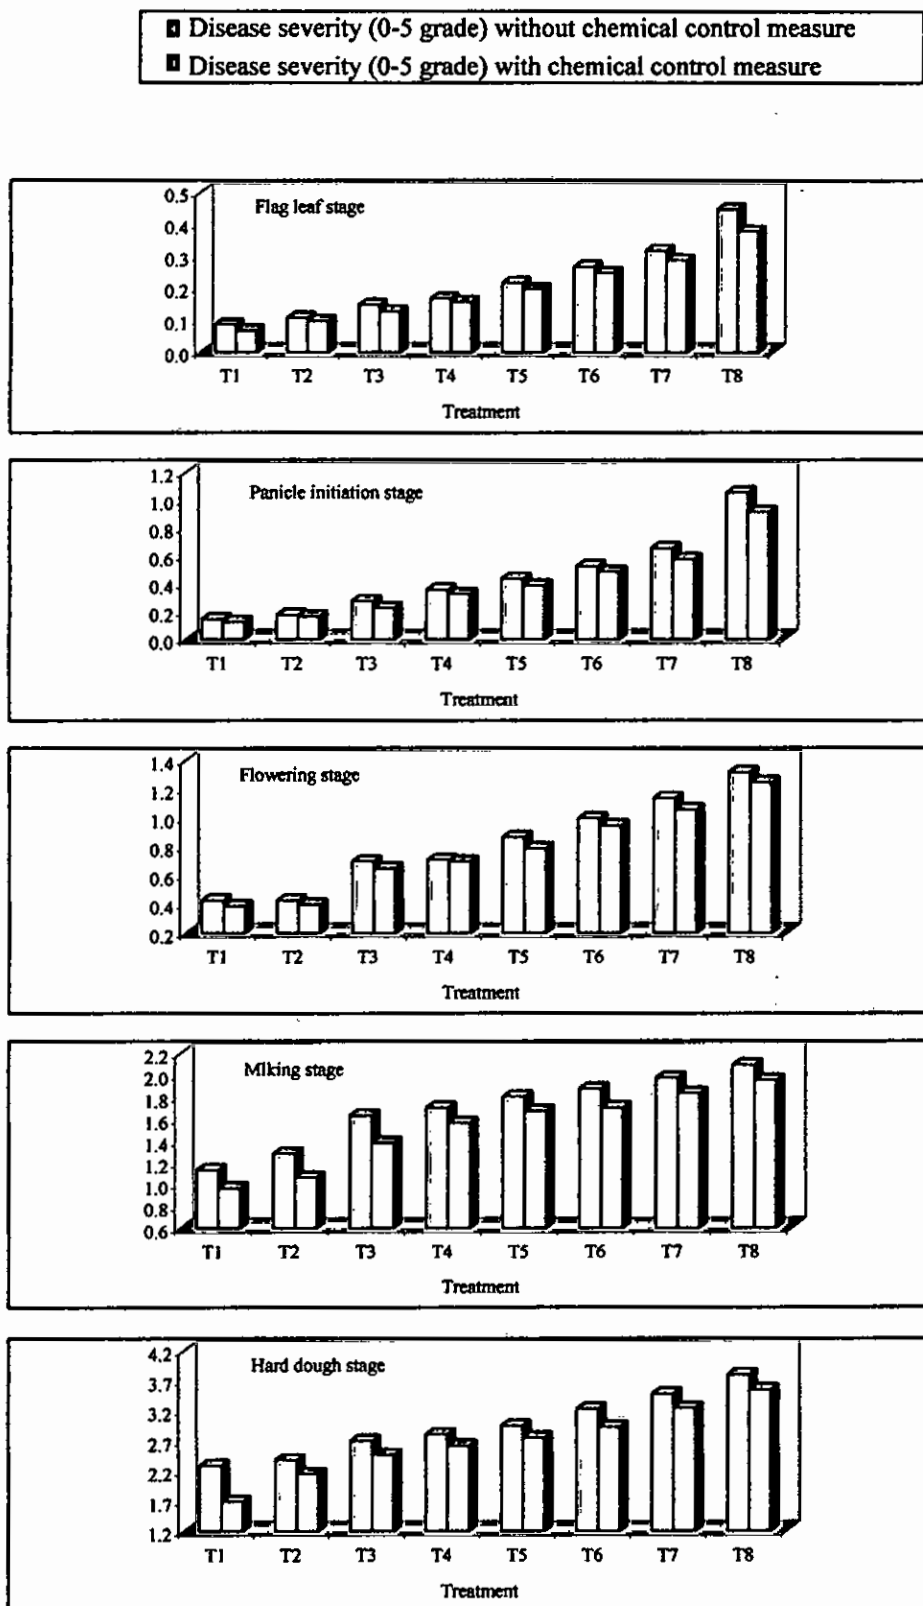 Disease severity (0-5 grade) without chemical control measure
Disease severity (0-5 grade) with chemical control measure
Flag leaf stage
0.5
0.4
0.3
0.2
0.1
0.0
T1 T2 T3 T4 T5 T6 T7 T8
Treatment
Panicle initiation stage
1.2
1.0
0.8
0.6
0.4
0.2
0.0
T1 T2 T3 T4 T5 T6 T7 T8
Treatment
Flowering stage
1.4
1.2
1.0
0.8
0.6
0.4
0.2
T1 T2 T3 T4 T5 T6 T7 T8
Treatment
Mlking stage
2.2
2.0
1.8
1.6
1.4
1.2
1.0
0.8
0.6
T1 T2 T3 T4 T5 T6 T7 T8
Treatment
Hard dough stage
4.2
3.7
3.2
2.7
2.2
1.7
1.2
T1 T2 T3 T4 T5 T6 T7 T8
Treatment